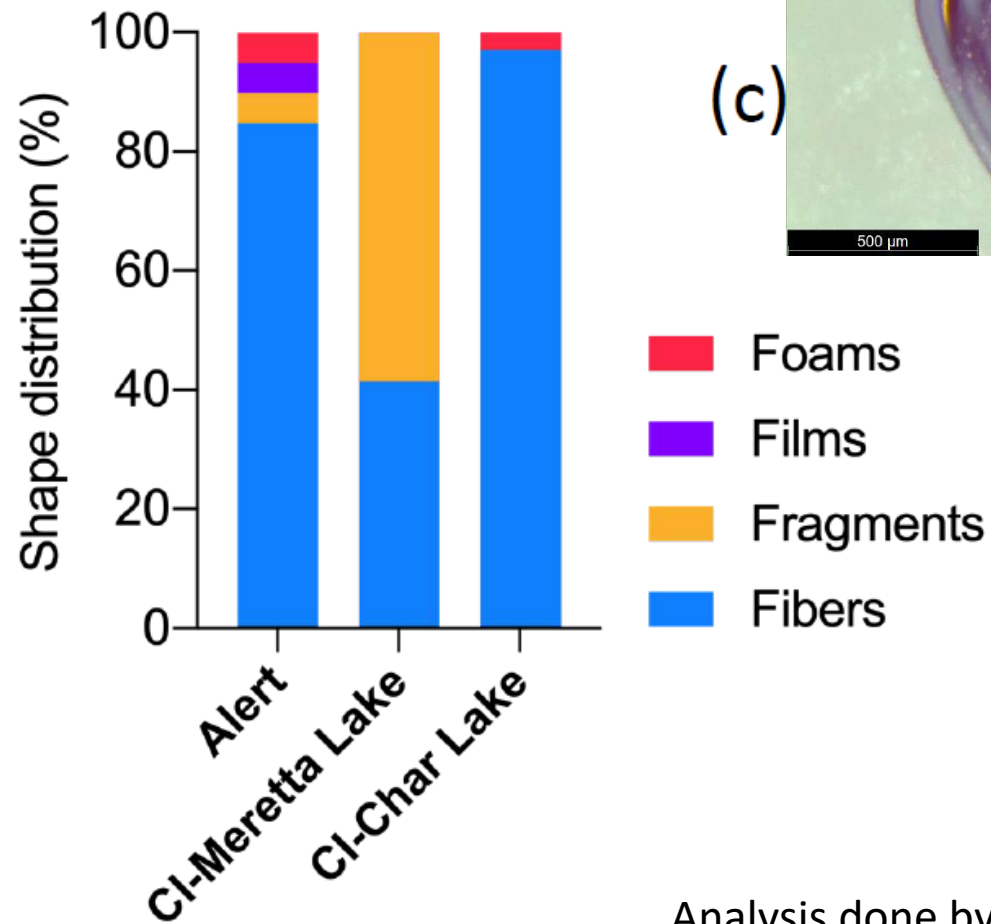 Shape distribution (%)
100
80
60
40
20
0
Alert
CI-Meretta Lake
CI-Char Lake
(c)
500 µm
Foams
Films
Fragments
Fibers
Analysis done by